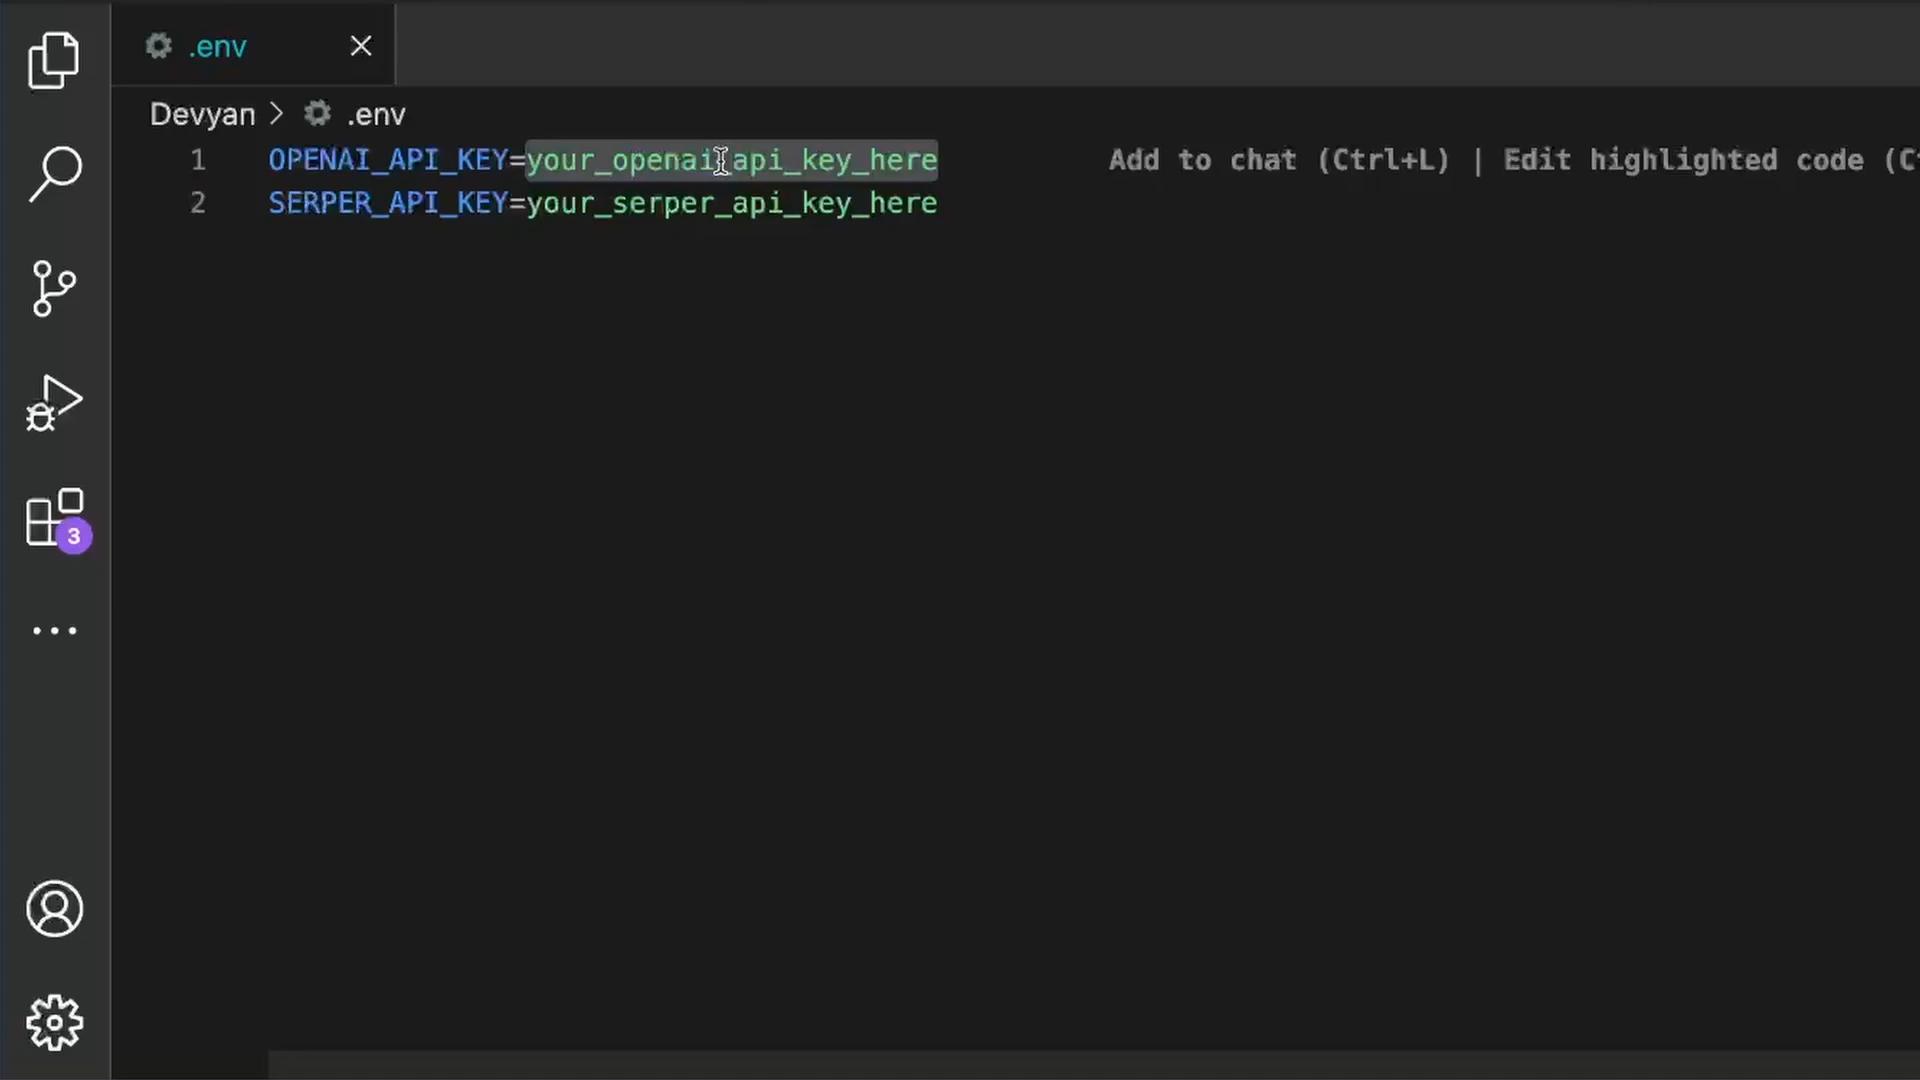 .env
Devyan > .env
1 OPENAI_API_KEY=your_openai_api_key_here Add to chat (Ctrl+L) | Edit highlighted code (C
2 SERPER_API_KEY=your_serper_api_key_here
3